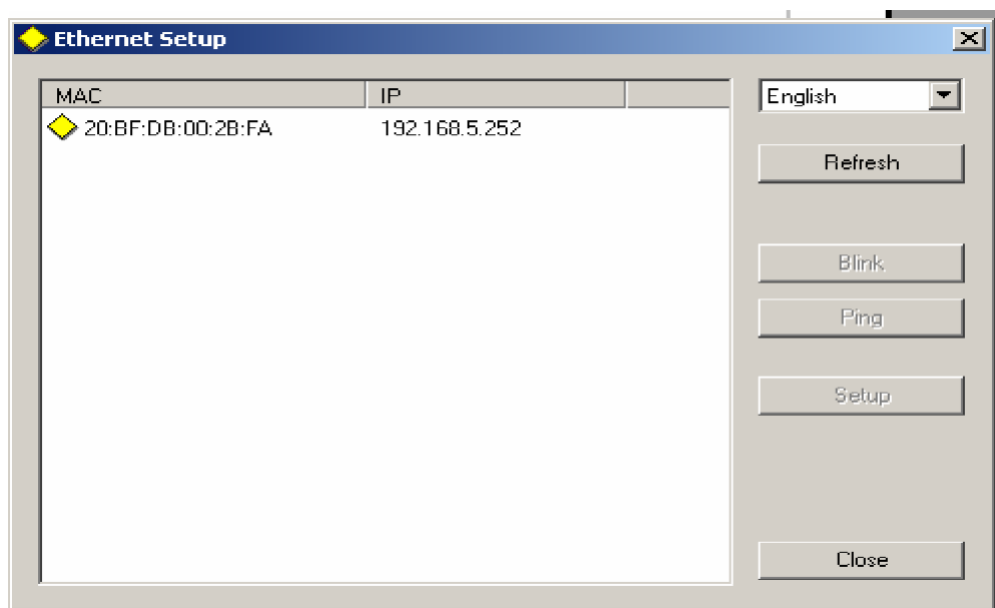 Ethernet Setup
MAC IP
20:BF:DB:00:2B:FA 192.168.5.252
English
Refresh
Blink
Ping
Setup
Close